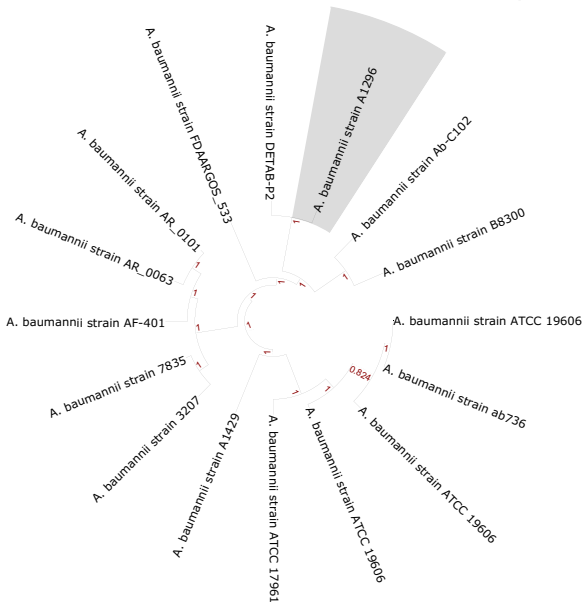 A. baumannii strain DETAB-P2
A. baumannii strain A1296
A. baumannii strain Ab-C102
A. baumannii strain B8300
A. baumannii strain ATCC 19606
A. baumannii strain ab736
A. baumannii strain ATCC 19606
A. baumannii strain ATCC 19606
A. baumannii strain ATCC 17961
A. baumannii strain A1429
A. baumannii strain 3207
A. baumannii strain 7835
A. baumannii strain AF-401
A. baumannii strain AR_0063
A. baumannii strain AR_0101
A. baumannii strain FDAARGOS_533
1
1
1
1
1
1
1
1
1
1
1
1
0.824
1
1